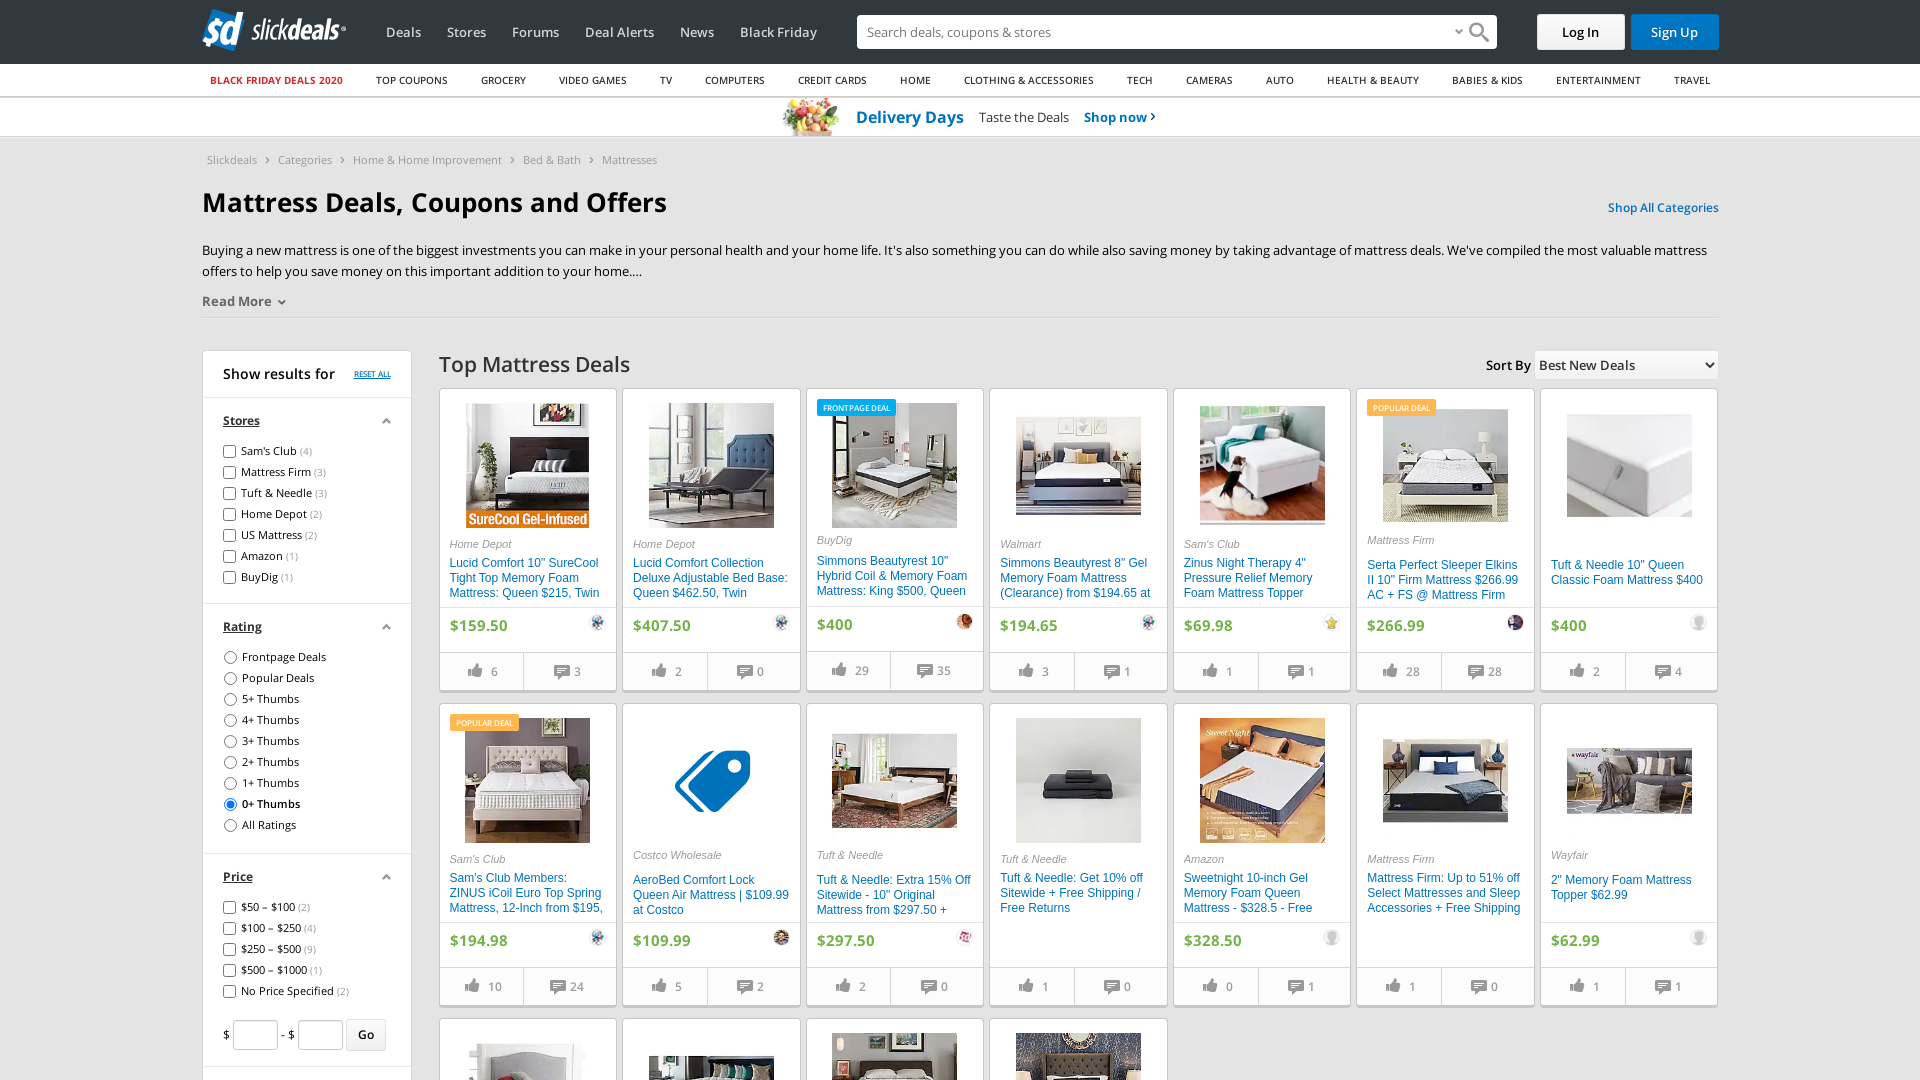 slickdeals
Deals
Stores
Forums
Deal Alerts
News
Black Friday
Search deals, coupons & stores
Log In
Sign Up
BLACK FRIDAY DEALS 2020
TOP COUPONS
GROCERY
VIDEO GAMES
TV
COMPUTERS
CREDIT CARDS
HOME
CLOTHING & ACCESSORIES
TECH
CAMERAS
AUTO
HEALTH & BEAUTY
BABIES & KIDS
ENTERTAINMENT
TRAVEL
Delivery Days Taste the Deals Shop now ›
Slickdeals › Categories › Home & Home Improvement › Bed & Bath › Mattresses
Mattress Deals, Coupons and Offers
Shop All Categories
Buying a new mattress is one of the biggest investments you can make in your personal health and your home life. It's also something you can do while also saving money by taking advantage of mattress deals. We've compiled the most valuable mattress
offers to help you save money on this important addition to your home....
Read More
Show results for
RESET ALL
Stores
Sam's Club (4)
Mattress Firm (3)
Tuft & Needle (3)
Home Depot (2)
US Mattress (2)
Amazon (1)
BuyDig (1)
Rating
Frontpage Deals
Popular Deals
5+ Thumbs
4+ Thumbs
3+ Thumbs
2+ Thumbs
1+ Thumbs
0+ Thumbs
All Ratings
Price
$50 – $100 (2)
$100 – $250 (4)
$250 – $500 (9)
$500 – $1000 (1)
No Price Specified (2)
$ - $ Go
Top Mattress Deals
Sort By Best New Deals
SureCool Gel-Infused
Home Depot
Lucid Comfort 10" SureCool
Tight Top Memory Foam
Mattress: Queen $215, Twin
$159.50
6
3
Home Depot
Lucid Comfort Collection
Deluxe Adjustable Bed Base:
Queen $462.50, Twin
$407.50
2
0
FRONTPAGE DEAL
BuyDig
Simmons Beautyrest 10"
Hybrid Coil & Memory Foam
Mattress: King $500, Queen
$400
29
35
Walmart
Simmons Beautyrest 8" Gel
Memory Foam Mattress
(Clearance) from $194.65 at
$194.65
3
1
Sam's Club
Zinus Night Therapy 4"
Pressure Relief Memory
Foam Mattress Topper
$69.98
1
1
POPULAR DEAL
Mattress Firm
Serta Perfect Sleeper Elkins
II 10" Firm Mattress $266.99
AC + FS @ Mattress Firm
$266.99
28
28
Tuft & Needle 10" Queen
Classic Foam Mattress $400
$400
2
4
POPULAR DEAL
Sam's Club
Sam's Club Members:
ZINUS iCoil Euro Top Spring
Mattress, 12-Inch from $195,
$194.98
10
24
Costco Wholesale
AeroBed Comfort Lock
Queen Air Mattress | $109.99
at Costco
$109.99
5
2
Tuft & Needle
Tuft & Needle: Extra 15% Off
Sitewide - 10" Original
Mattress from $297.50 +
$297.50
2
0
Tuft & Needle
Tuft & Needle: Get 10% off
Sitewide + Free Shipping /
Free Returns
1
0
Sweet Night
Amazon
Sweetnight 10-inch Gel
Memory Foam Queen
Mattress - $328.5 - Free
$328.50
0
1
Mattress Firm
Mattress Firm: Up to 51% off
Select Mattresses and Sleep
Accessories + Free Shipping
1
0
wayfair
Wayfair
2" Memory Foam Mattress
Topper $62.99
$62.99
1
1